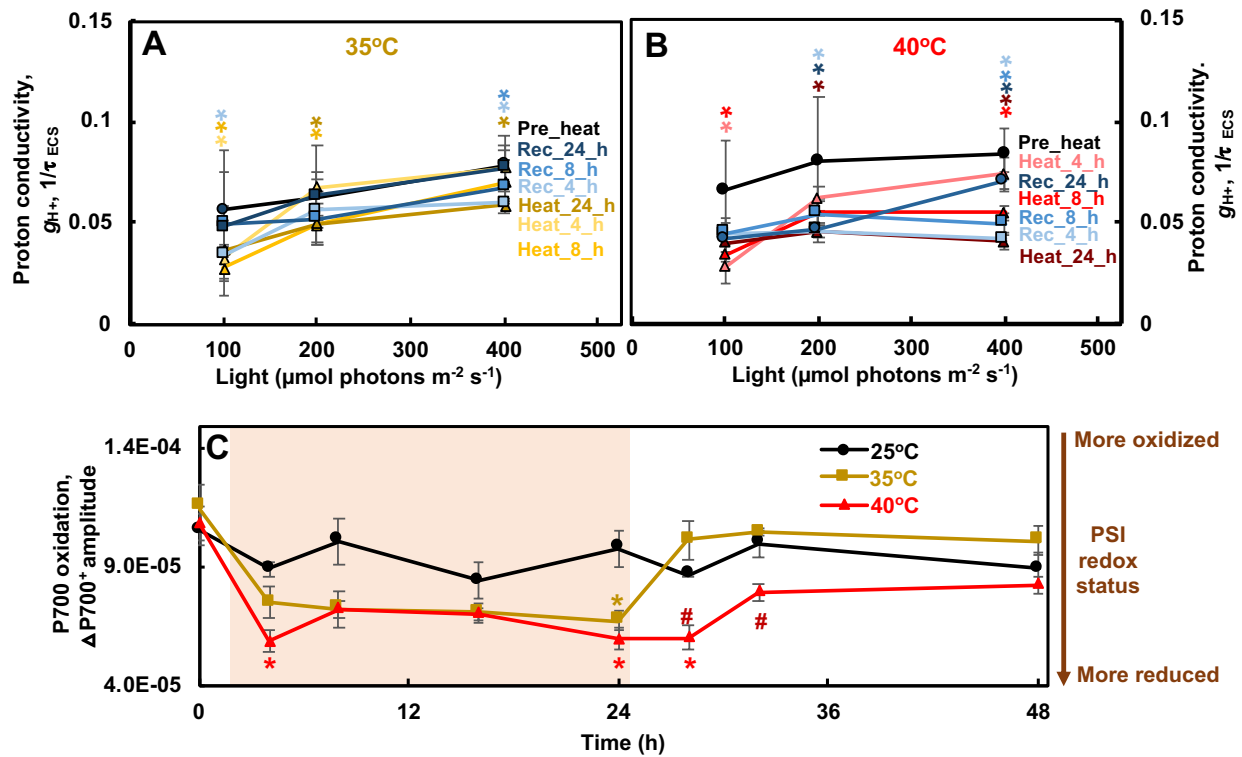 A
35°C
0.15
0.1
0.05
0
Proton conductivity,
gH+, 1/τ ECS
* * *
* *
* * *
Pre_heat
Rec_24_h
Rec_8_h
Rec_4_h
Heat_24_h
Heat_4_h
Heat_8_h
0 100 200 300 400 500
Light (µmol photons m-2 s-1)
B
40°C
0.15
0.1
0.05
0
Proton conductivity.
gH+, 1/τ ECS
* *
* * *
* * * * *
Pre_heat
Heat_4_h
Rec_24_h
Heat_8_h
Rec_8_h
Rec_4_h
Heat_24_h
0 100 200 300 400 500
Light (µmol photons m-2 s-1)
C
1.4E-04
9.0E-05
4.0E-05
P700 oxidation,
ΔP700+ amplitude
25°C
35°C
40°C
*
#
#
* * *
0 12 24 36 48
Time (h)
More oxidized
PSI
redox
status
More reduced